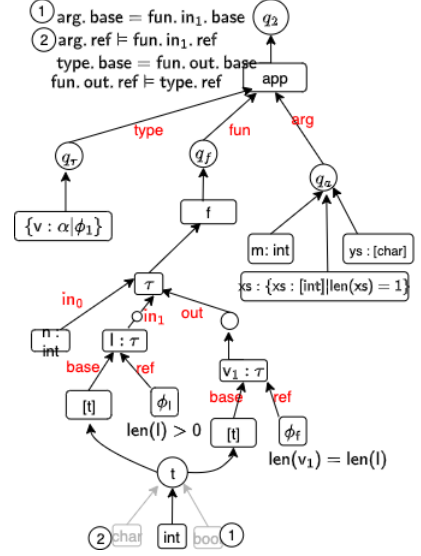 ① arg. base = fun. in₁. base
② arg. ref ⊨ fun. in₁. ref
type. base = fun. out. base
fun. out. ref ⊨ type. ref
q₂
app
type
fun
arg
q_τ
q_f
q_a
{v : α|ϕ₁}
f
m: int
ys : [char]
xs : {xs : [int]|len(xs) = 1}
τ
in₀
in₁
out
n : int
l : τ
v₁ : τ
base
ref
base
ref
[t]
ϕ_l
[t]
ϕ_f
len(l) > 0
len(v₁) = len(l)
t
② char
int
boo ①